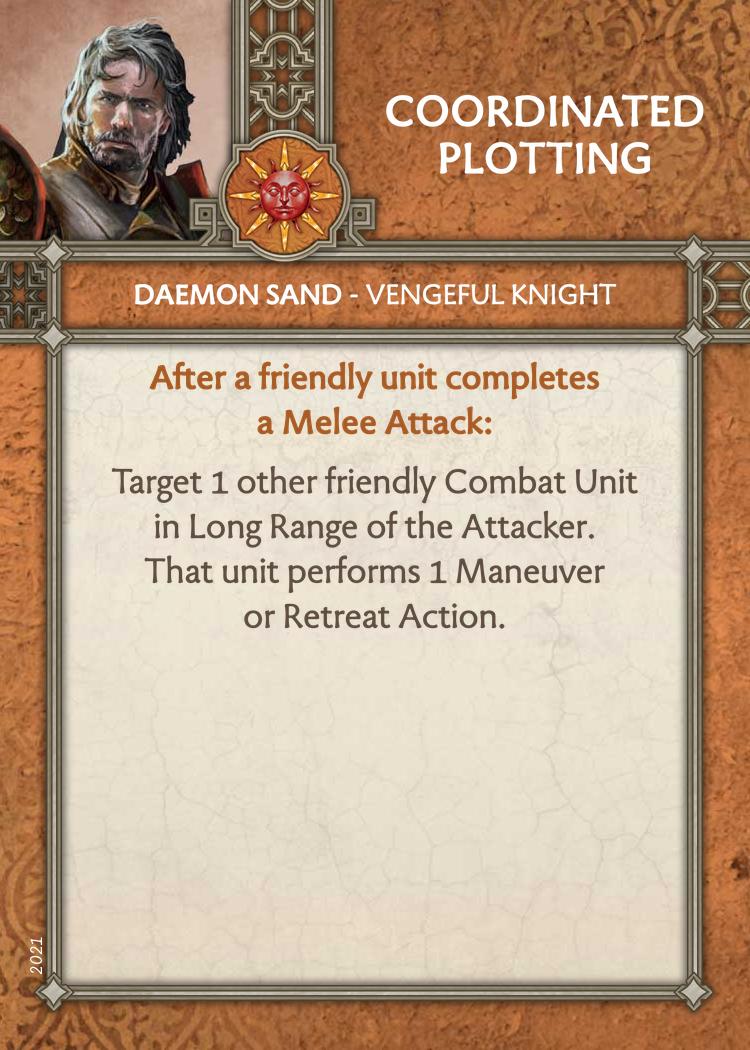 COORDINATED
PLOTTING
DAEMON SAND - VENGEFUL KNIGHT
After a friendly unit completes
a Melee Attack:
Target 1 other friendly Combat Unit
in Long Range of the Attacker.
That unit performs 1 Maneuver
or Retreat Action.
2021